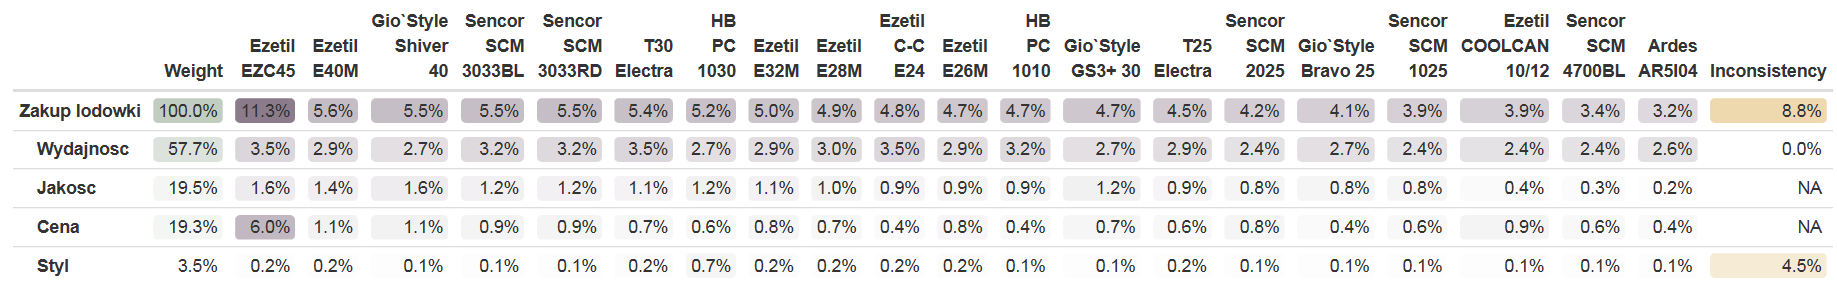 Weight Ezetil EZC45 Ezetil E40M Gio`Style Shiver 40 Sencor SCM 3033BL Sencor SCM 3033RD T30 Electra HB PC 1030 Ezetil E32M Ezetil E28M Ezetil C-C E24 Ezetil E26M HB PC 1010 Gio`Style GS3+ 30 T25 Electra Sencor SCM 2025 Gio`Style Bravo 25 Sencor SCM 1025 Ezetil COOLCAN 10/12 Sencor SCM 4700BL Ardes AR5I04 Inconsistency
Zakup lodowki 100.0% 11.3% 5.6% 5.5% 5.5% 5.5% 5.4% 5.2% 5.0% 4.9% 4.8% 4.7% 4.7% 4.7% 4.5% 4.2% 4.1% 3.9% 3.9% 3.4% 3.2% 8.8%
Wydajnosc 57.7% 3.5% 2.9% 2.7% 3.2% 3.2% 3.5% 2.7% 2.9% 3.0% 3.5% 2.9% 3.2% 2.7% 2.9% 2.4% 2.7% 2.4% 2.4% 2.4% 2.6% 0.0%
Jakosc 19.5% 1.6% 1.4% 1.6% 1.2% 1.2% 1.1% 1.2% 1.1% 1.0% 0.9% 0.9% 0.9% 1.2% 0.9% 0.8% 0.8% 0.8% 0.4% 0.3% 0.2% NA
Cena 19.3% 6.0% 1.1% 1.1% 0.9% 0.9% 0.7% 0.6% 0.8% 0.7% 0.4% 0.8% 0.4% 0.7% 0.6% 0.8% 0.4% 0.6% 0.9% 0.6% 0.4% NA
Styl 3.5% 0.2% 0.2% 0.1% 0.1% 0.1% 0.2% 0.7% 0.2% 0.2% 0.2% 0.2% 0.1% 0.1% 0.2% 0.1% 0.1% 0.1% 0.1% 0.1% 0.1% 4.5%